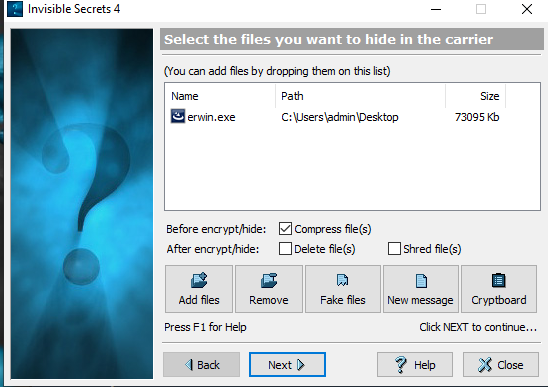 Invisible Secrets 4
Select the files you want to hide in the carrier
(You can add files by dropping them on this list)
Name Path Size
erwin.exe C:\Users\admin\Desktop 73095 Kb
Before encrypt/hide: Compress file(s)
After encrypt/hide: Delete file(s) Shred file(s)
Add files Remove Fake files New message Cryptboard
Press F1 for Help Click NEXT to continue...
Back Next Help Close